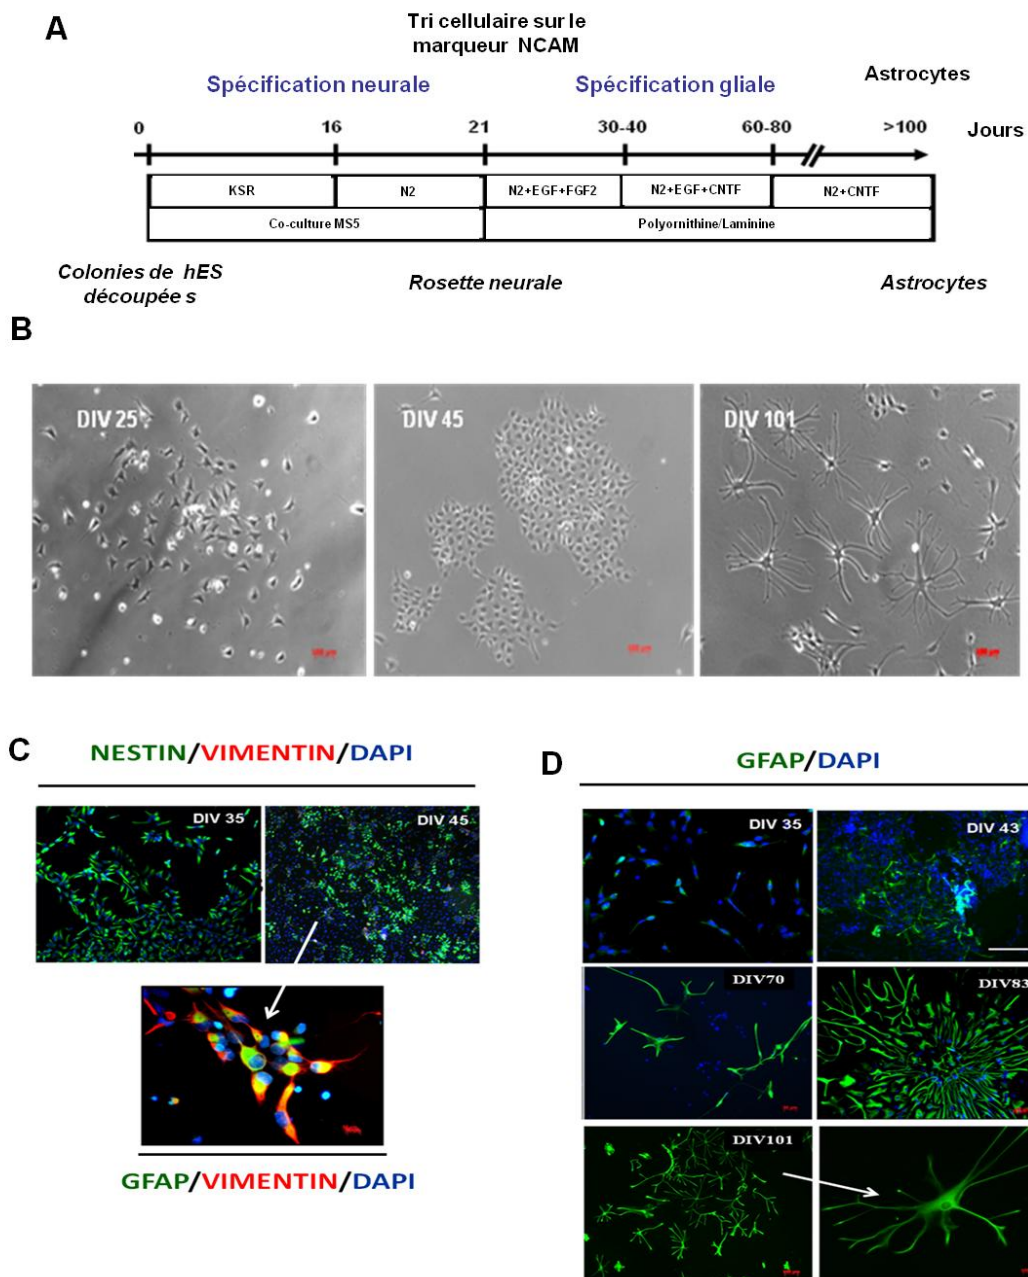 A
Tri cellulaire sur le
marqueur NCAM
Spécification neurale
Spécification gliale
Astrocytes
0
16
21
30-40
60-80
>100
Jours
KSR
N2
N2+EGF+FGF2
N2+EGF+CNTF
N2+CNTF
Co-culture MS5
Polyornithine/Laminine
Colonies de hES
découpée s
Rosette neurale
Astrocytes
B
DIV 25
DIV 45
DIV 101
C
NESTIN/VIMENTIN/DAPI
DIV 35
DIV 45
GFAP/VIMENTIN/DAPI
D
GFAP/DAPI
DIV 35
DIV 43
DIV70
DIV83
DIV101